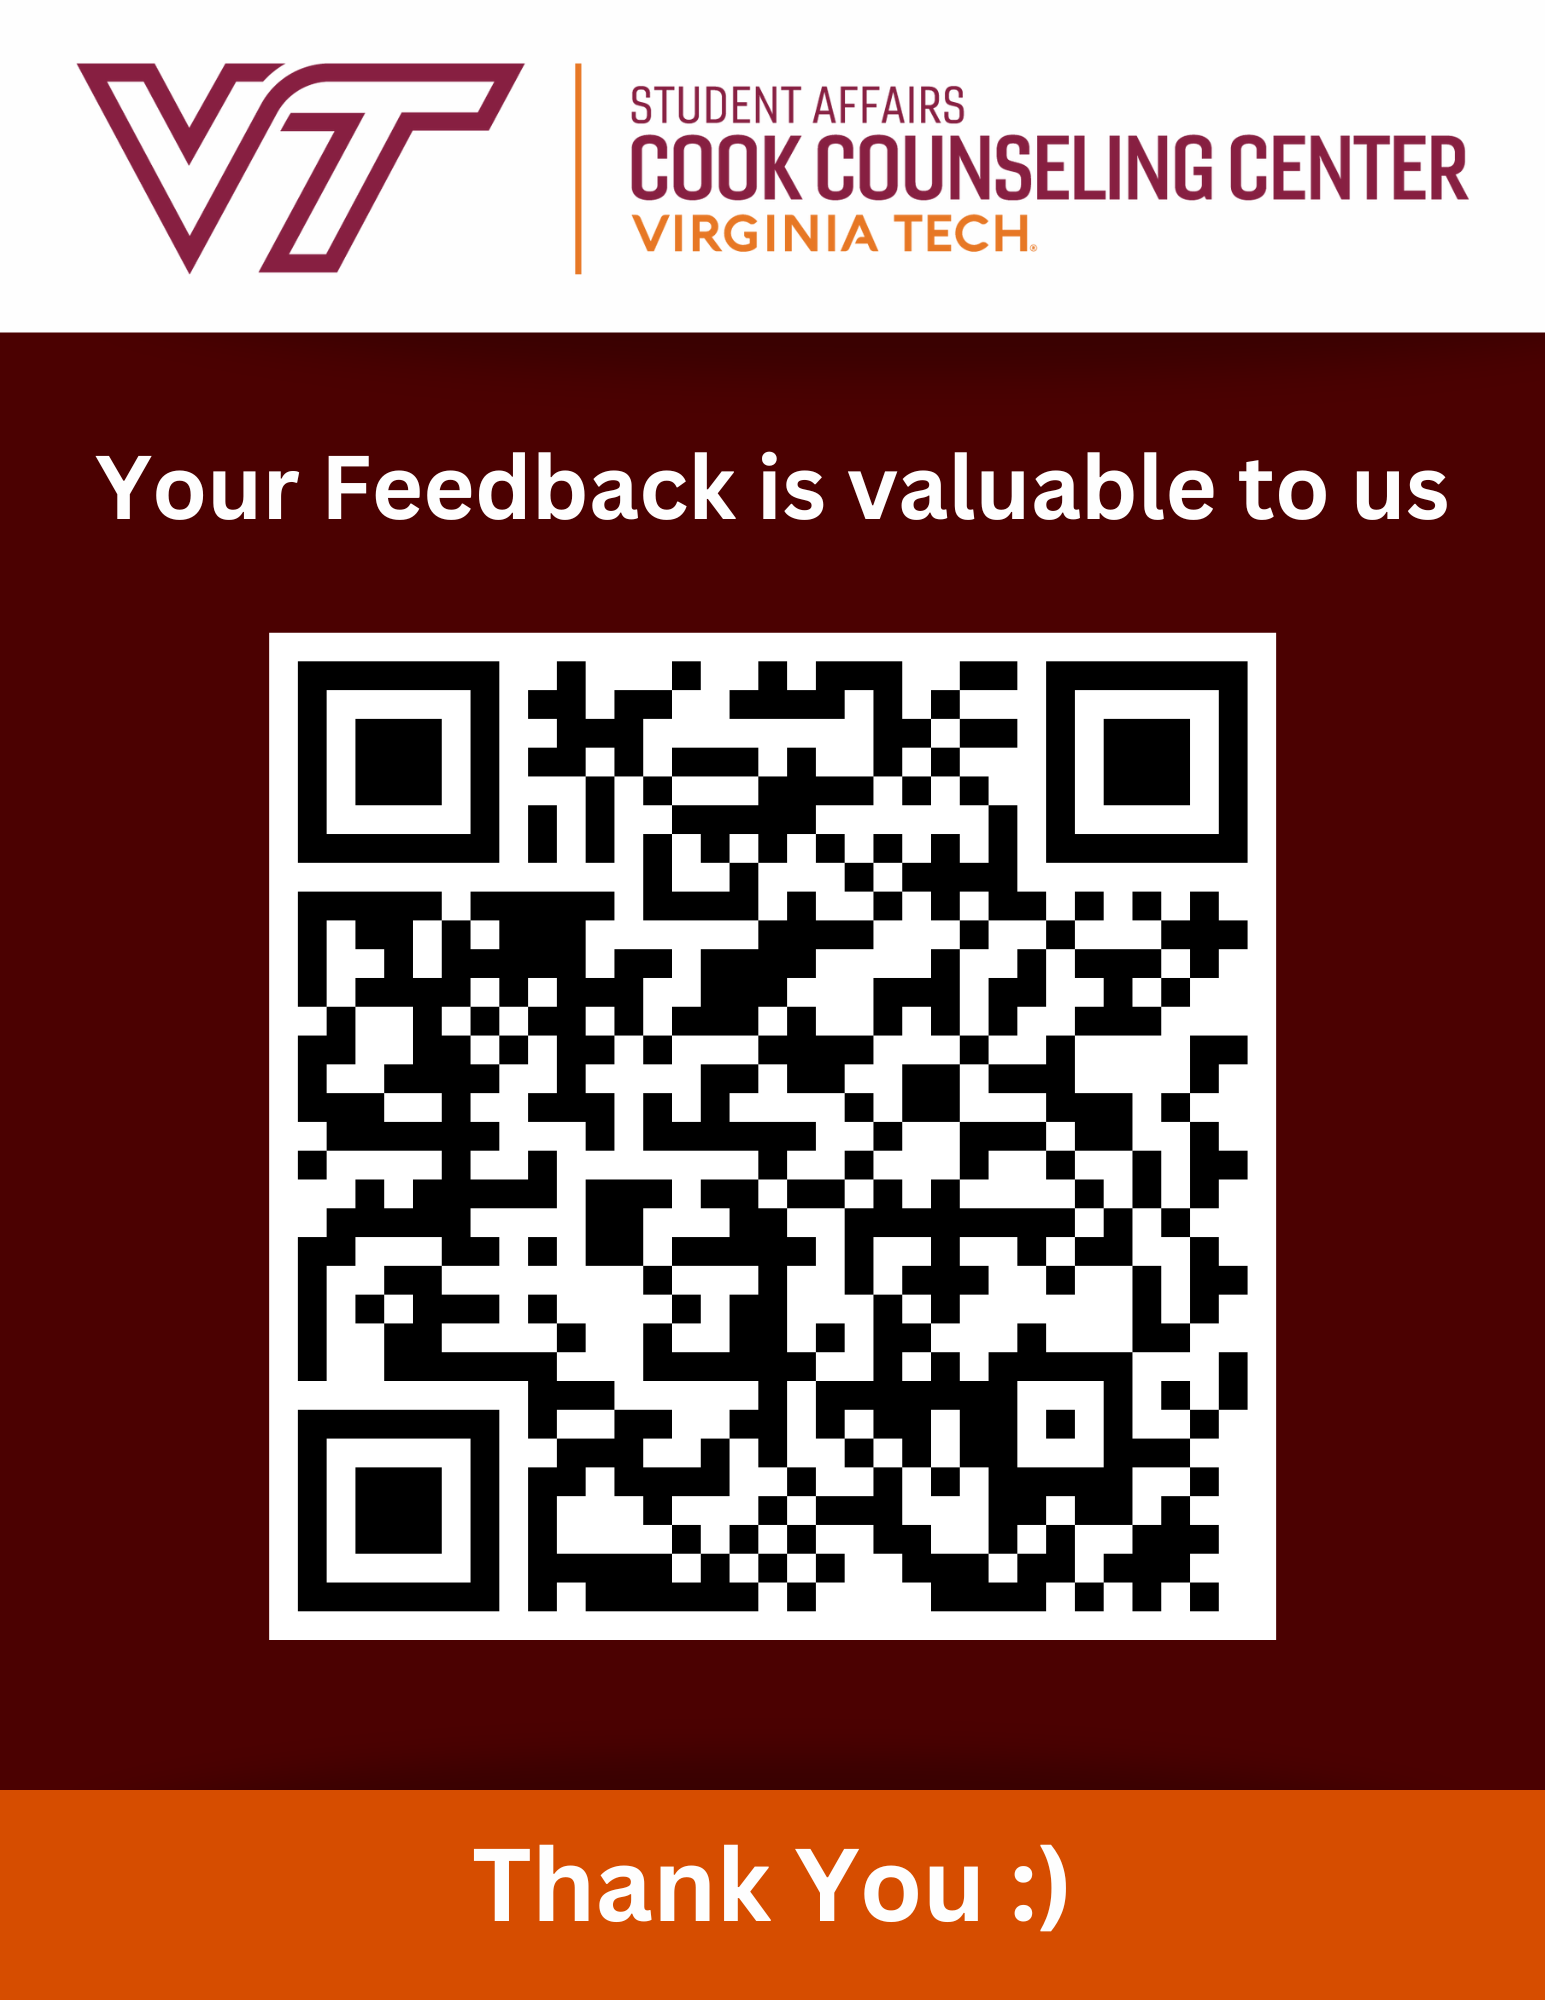 VT
STUDENT AFFAIRS
COOK COUNSELING CENTER
VIRGINIA TECH®
Your Feedback is valuable to us
Thank You :)